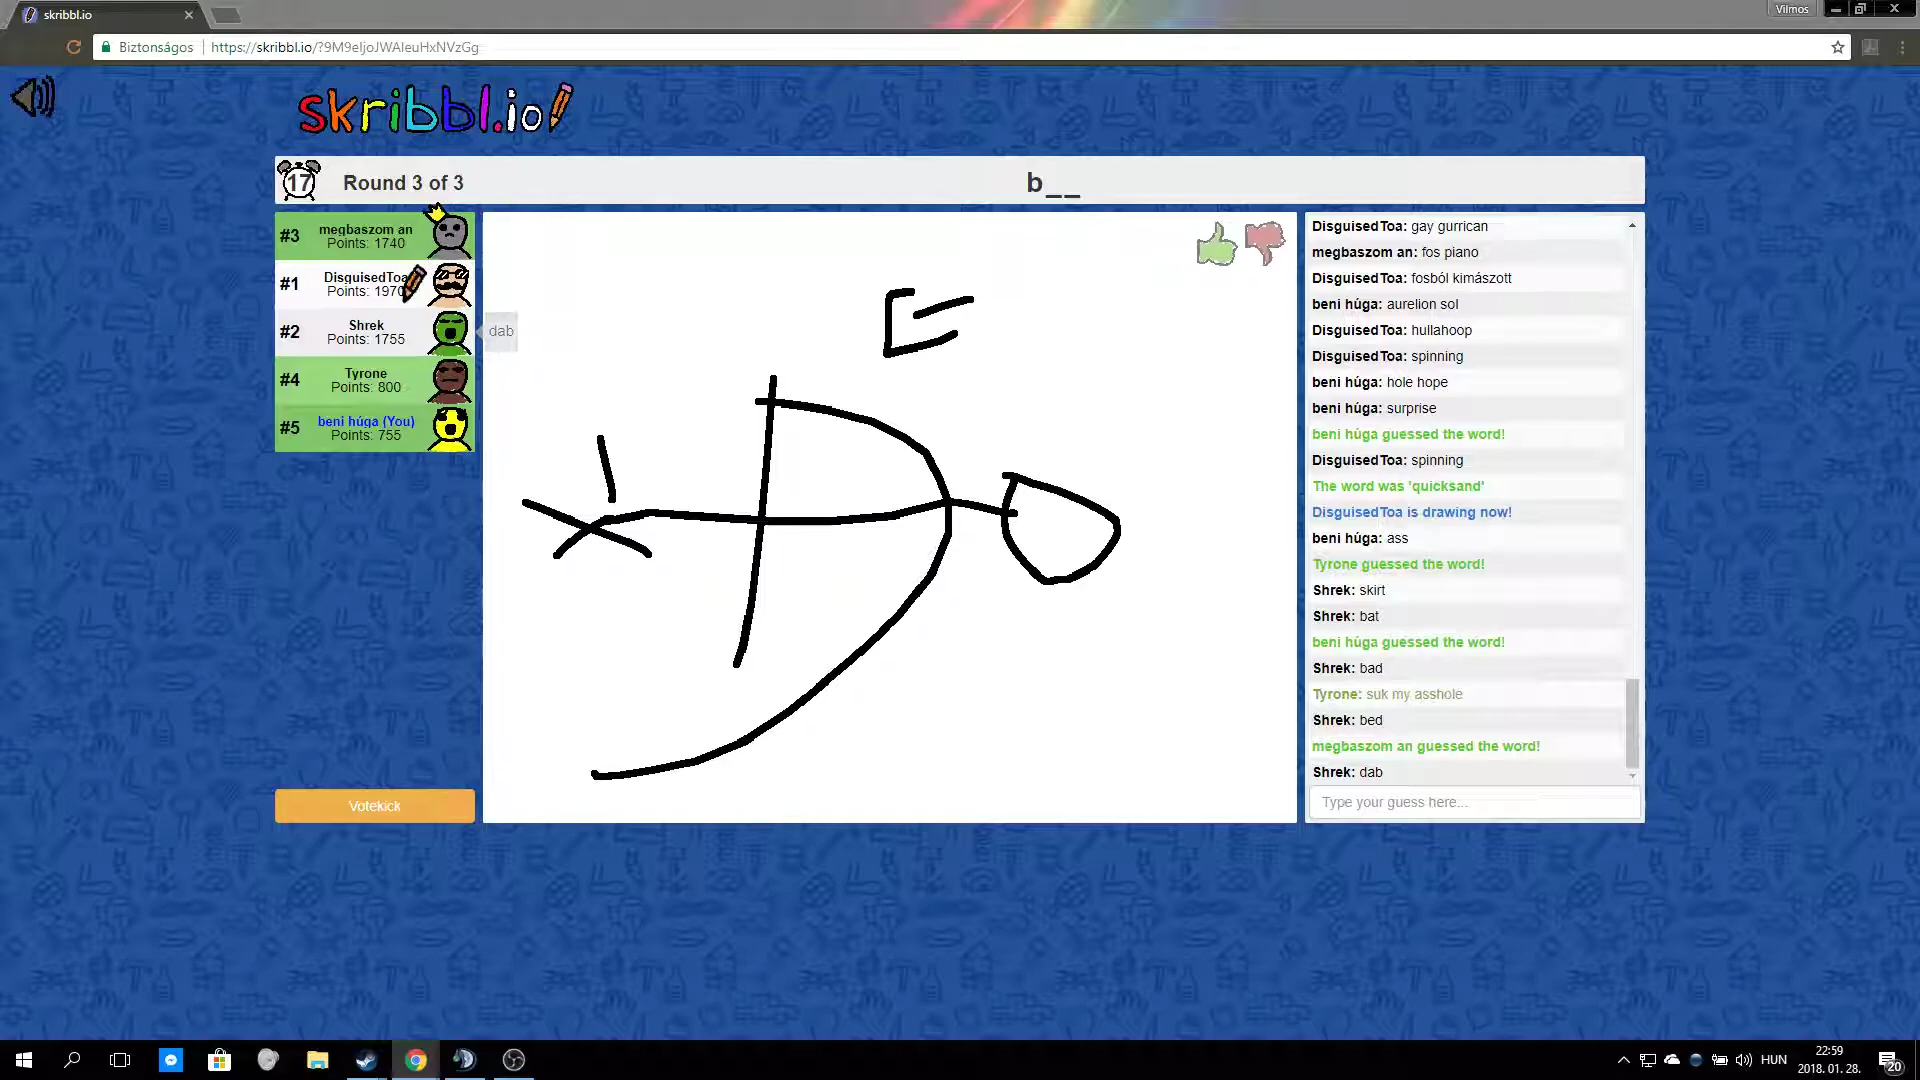 skribbl.io
Vilmos
Biztonságos
https://skribbl.io/?9M9eIjoJWAleuHxNVzGg
skribbl.io
17
Round 3 of 3
b__
#3
megbaszom an
Points: 1740
#1
DisguisedToa
Points: 1970
#2
Shrek
Points: 1755
dab
#4
Tyrone
Points: 800
#5
beni húga (You)
Points: 755
Votekick
DisguisedToa: gay gurrican
megbaszom an: fos piano
DisguisedToa: fosból kimászott
beni húga: aurelion sol
DisguisedToa: hullahoop
DisguisedToa: spinning
beni húga: hole hope
beni húga: surprise
beni húga guessed the word!
DisguisedToa: spinning
The word was 'quicksand'
DisguisedToa is drawing now!
beni húga: ass
Tyrone guessed the word!
Shrek: skirt
Shrek: bat
beni húga guessed the word!
Shrek: bad
Tyrone: suk my asshole
Shrek: bed
megbaszom an guessed the word!
Shrek: dab
Type your guess here...
HUN
22:59
2018. 01. 28.
20